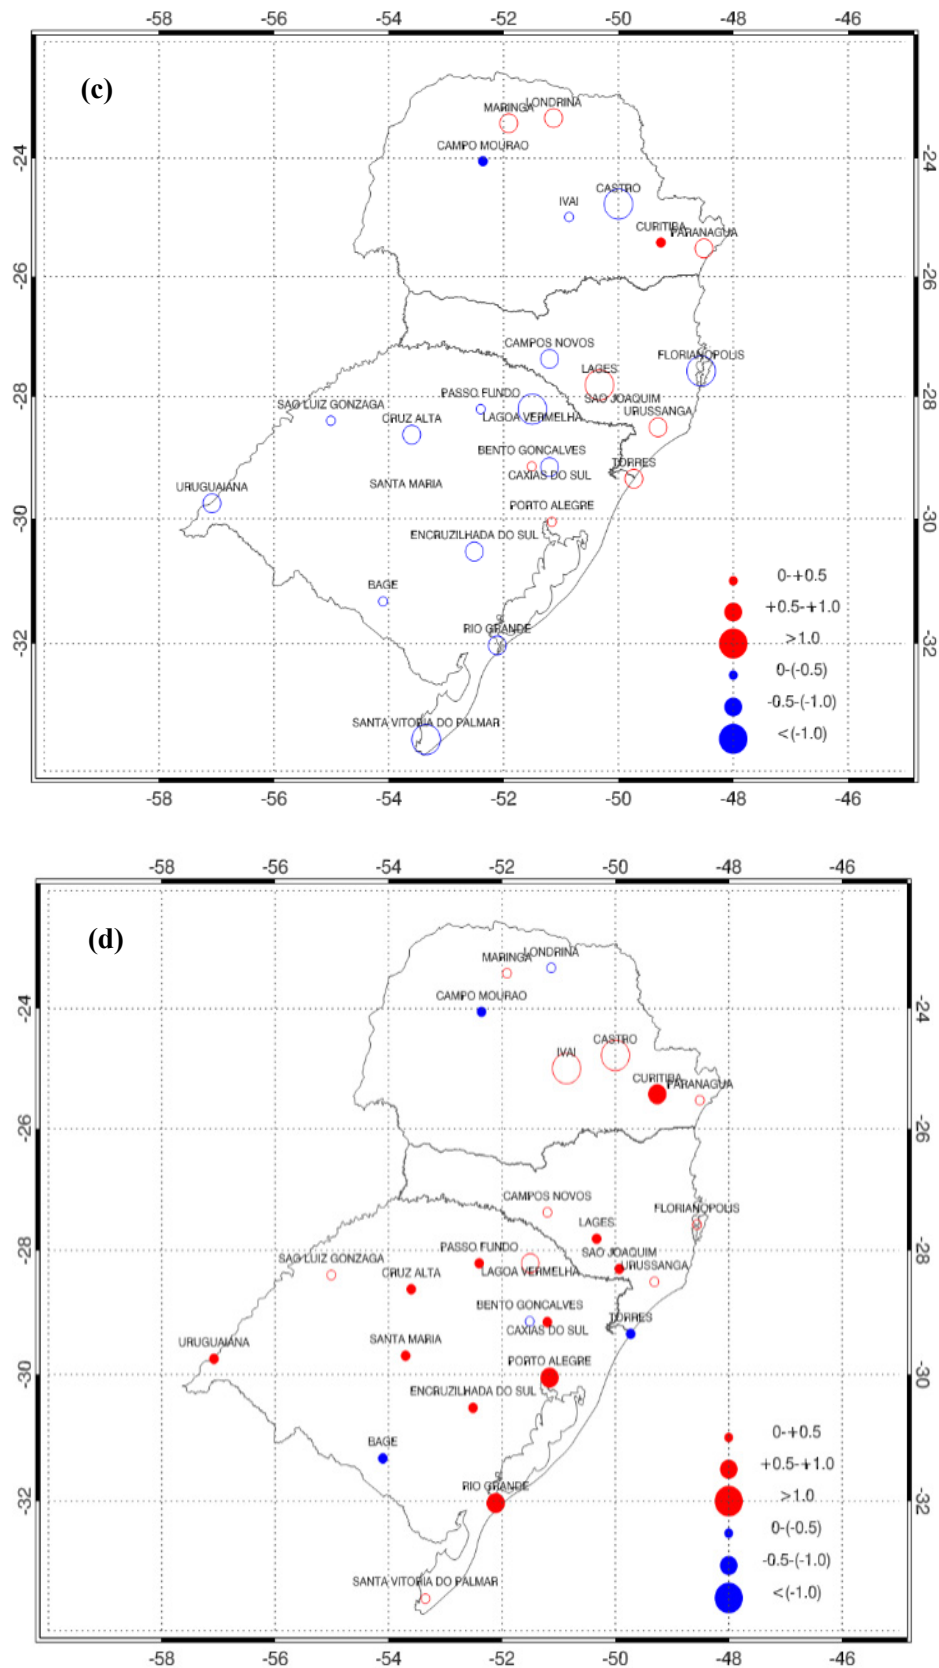 -58 -56 -54 -52 -50 -48 -46
(c)
LONDRINA
MARINGA
CAMPO MOURAO
-24 -24
CASTRO
IVAI
CURITIBA
PARANAGUA
-26 -26
CAMPOS NOVOS
FLORIANOPOLIS
LAGES
-28 -28
PASSO FUNDO
SAO JOAQUIM
SAO LUIZ GONZAGA
URUSSANGA
CRUZ ALTA
LAGOA VERMELHA
BENTO GONCALVES
TORRES
CAXIAS DO SUL
SANTA MARIA
URUGUAIANA
PORTO ALEGRE
-30 -30
ENCRUZILHADA DO SUL
0-+0.5
BAGE
+0.5-+1.0
RIO GRANDE
>1.0
-32 -32
0-(-0.5)
-0.5-(-1.0)
SANTA VITORIA DO PALMAR
<(-1.0)
-58 -56 -54 -52 -50 -48 -46
-58 -56 -54 -52 -50 -48 -46
(d)
LONDRINA
MARINGA
CAMPO MOURAO
-24 -24
CASTRO
IVAI
CURITIBA
PARANAGUA
-26 -26
CAMPOS NOVOS
FLORIANOPOLIS
LAGES
PASSO FUNDO
SAO JOAQUIM
-28 -28
SAO LUIZ GONZAGA
URUSSANGA
CRUZ ALTA
LAGOA VERMELHA
BENTO GONCALVES
TORRES
CAXIAS DO SUL
SANTA MARIA
URUGUAIANA
PORTO ALEGRE
-30 -30
ENCRUZILHADA DO SUL
0-+0.5
BAGE
+0.5-+1.0
RIO GRANDE
>1.0
-32 -32
0-(-0.5)
-0.5-(-1.0)
SANTA VITORIA DO PALMAR
<(-1.0)
-58 -56 -54 -52 -50 -48 -46